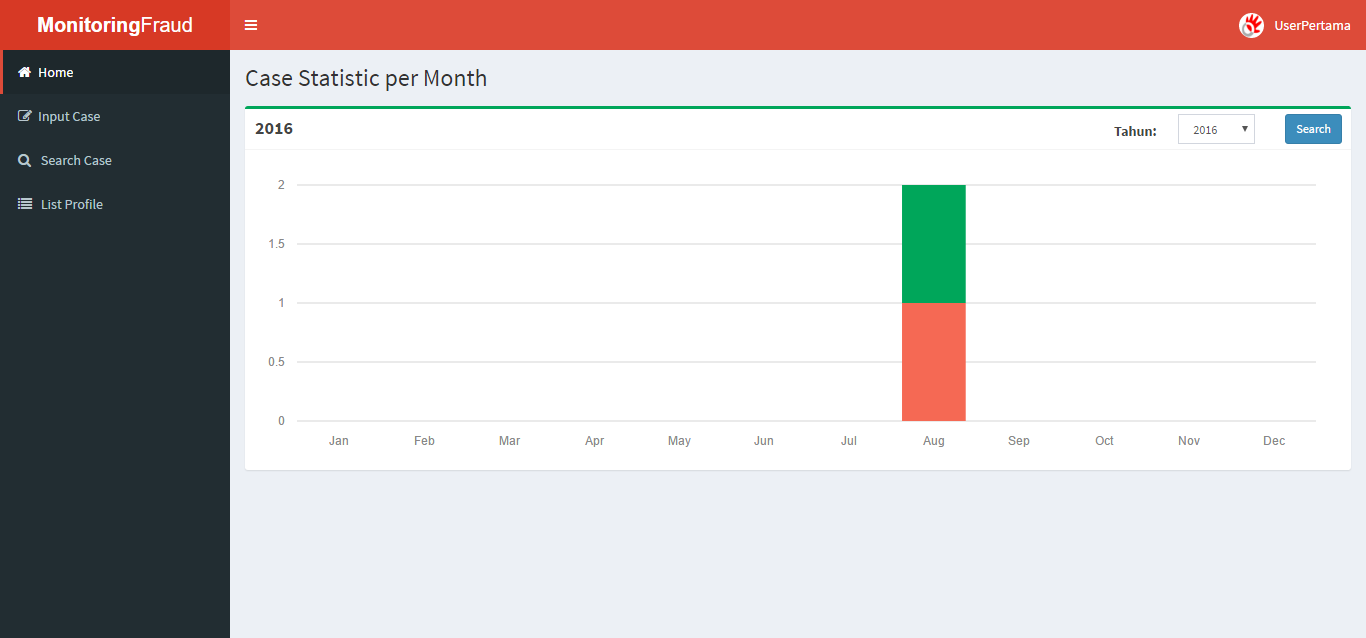 MonitoringFraud
UserPertama
Home
Input Case
Search Case
List Profile
Case Statistic per Month
2016
Tahun:
2016
Search
2
1.5
1
0.5
0
Jan Feb Mar Apr May Jun Jul Aug Sep Oct Nov Dec